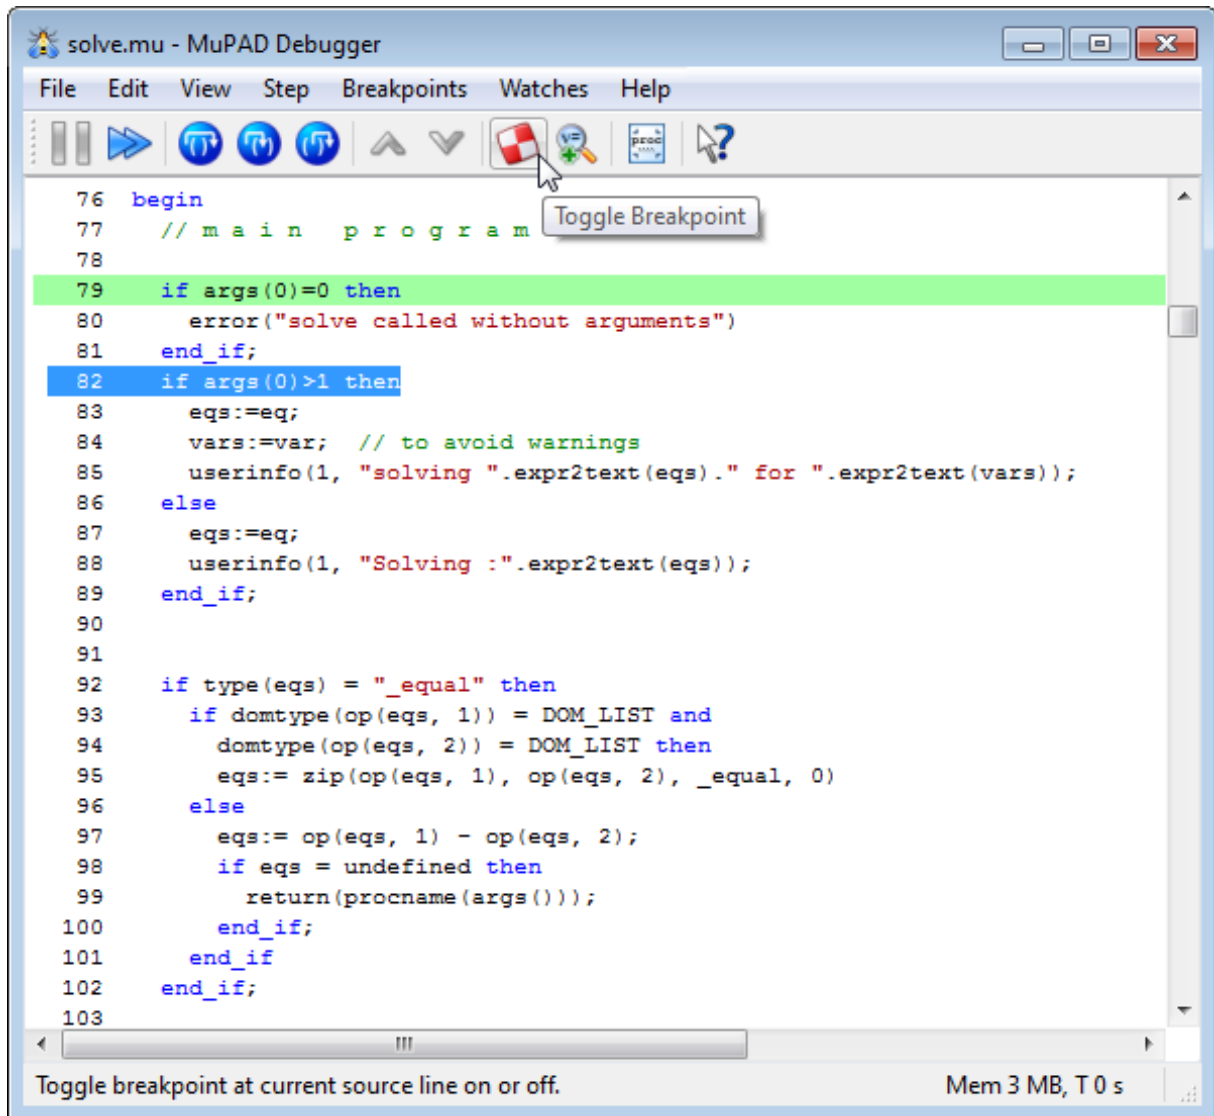 solve.mu - MuPAD Debugger
File Edit View Step Breakpoints Watches Help
v=
proc
Toggle Breakpoint
76 begin
77 // m a i n   p r o g r a m
78
79 if args(0)=0 then
80 error("solve called without arguments")
81 end_if;
82 if args(0)>1 then
83 eqs:=eq;
84 vars:=var;  // to avoid warnings
85 userinfo(1, "solving ".expr2text(eqs)." for ".expr2text(vars));
86 else
87 eqs:=eq;
88 userinfo(1, "Solving :".expr2text(eqs));
89 end_if;
90
91
92 if type(eqs) = "_equal" then
93 if domtype(op(eqs, 1)) = DOM_LIST and
94 domtype(op(eqs, 2)) = DOM_LIST then
95 eqs:= zip(op(eqs, 1), op(eqs, 2), _equal, 0)
96 else
97 eqs:= op(eqs, 1) - op(eqs, 2);
98 if eqs = undefined then
99 return(procname(args()));
100 end_if;
101 end_if
102 end_if;
103
Toggle breakpoint at current source line on or off. Mem 3 MB, T 0 s